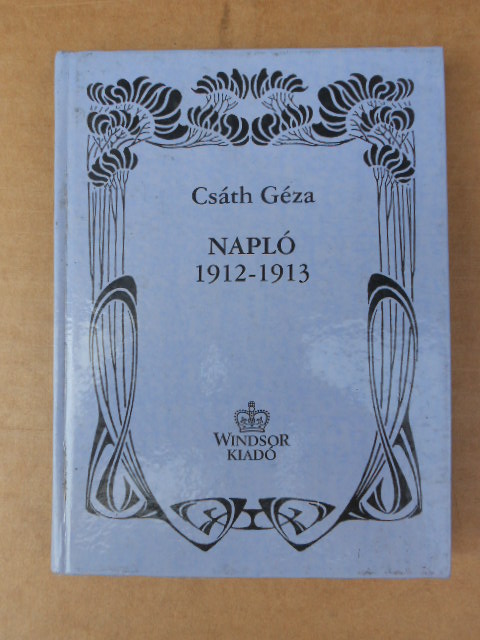 Csáth Géza
NAPLÓ
1912-1913
WINDSOR
KIADÓ